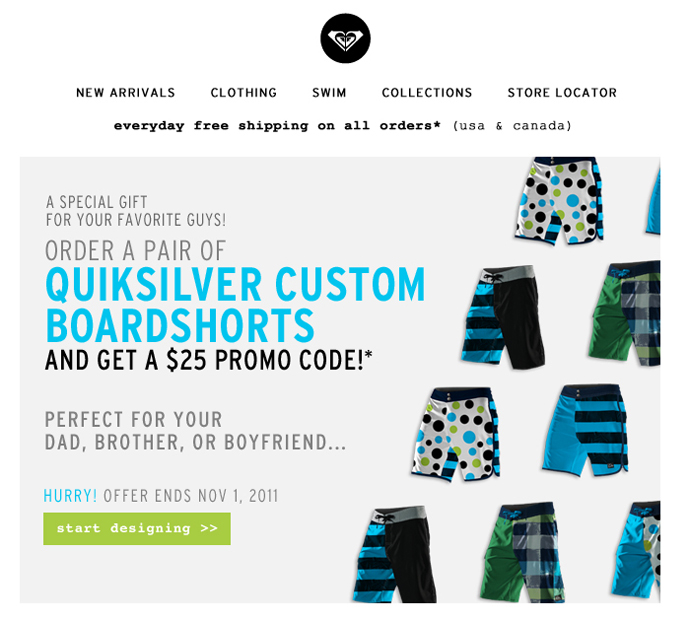 NEW ARRIVALS CLOTHING SWIM COLLECTIONS STORE LOCATOR
everyday free shipping on all orders* (usa & canada)
A SPECIAL GIFT
FOR YOUR FAVORITE GUYS!
ORDER A PAIR OF
QUIKSILVER CUSTOM
BOARDSHORTS
AND GET A $25 PROMO CODE!*
PERFECT FOR YOUR
DAD, BROTHER, OR BOYFRIEND...
HURRY! OFFER ENDS NOV 1, 2011
start designing >>